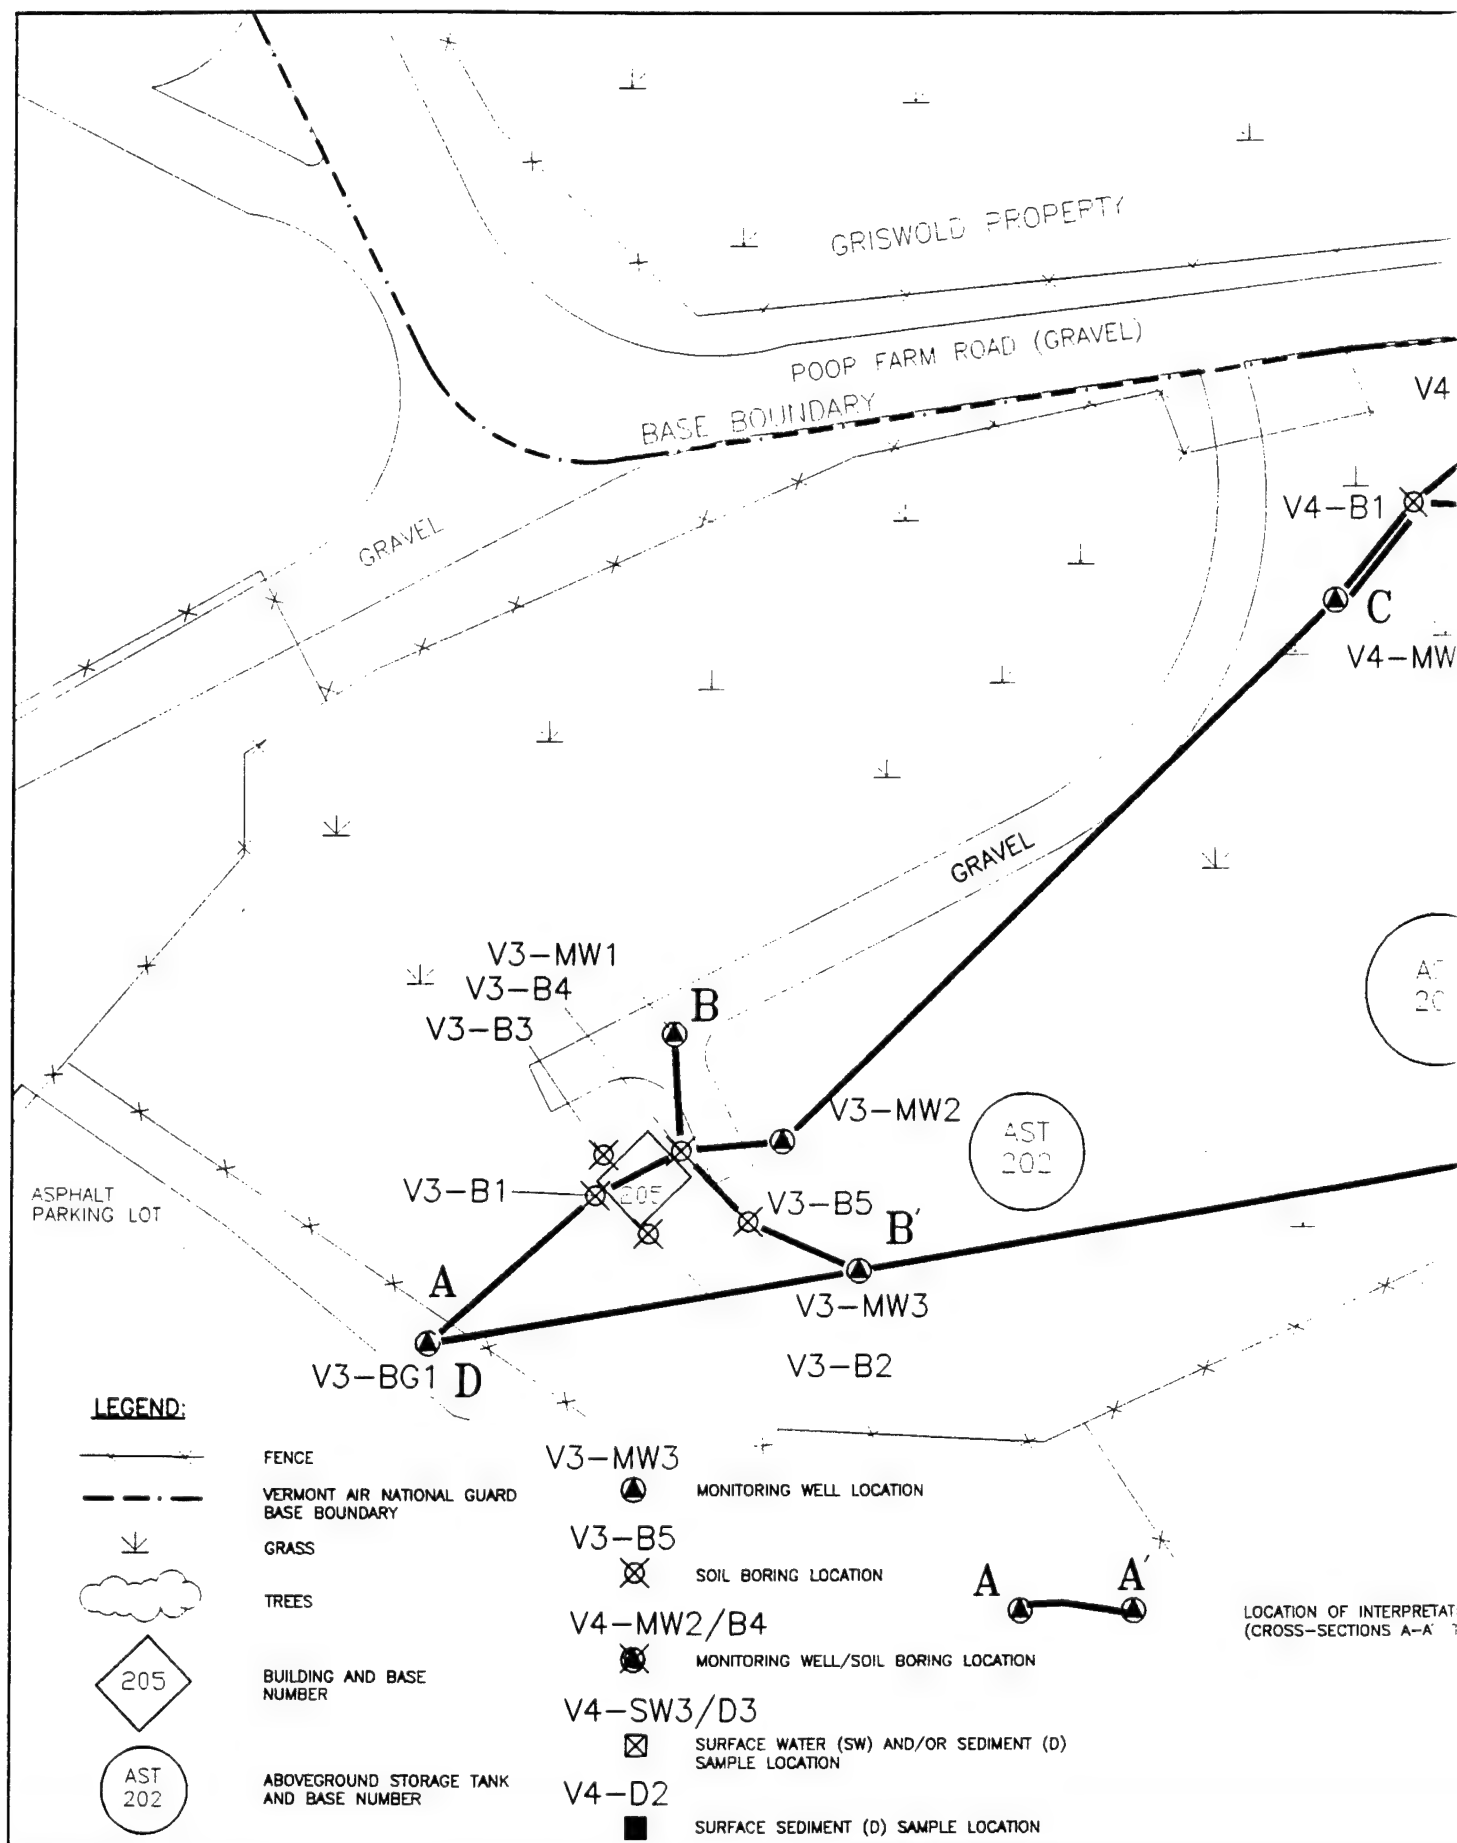 GRISWOLD PROPERTY
POOP FARM ROAD (GRAVEL)
BASE BOUNDARY
V4
V4-B1
GRAVEL
C
V4-MW
GRAVEL
V3-MW1
V3-B4
B
V3-B3
V3-MW2
AST
202
V3-B1
205
V3-B5
ASPHALT
PARKING LOT
B'
A
V3-MW3
V3-B2
V3-BG1
D
LEGEND:
FENCE
VERMONT AIR NATIONAL GUARD
BASE BOUNDARY
GRASS
TREES
205
BUILDING AND BASE
NUMBER
AST
202
ABOVEGROUND STORAGE TANK
AND BASE NUMBER
V3-MW3
MONITORING WELL LOCATION
V3-B5
SOIL BORING LOCATION
V4-MW2/B4
MONITORING WELL/SOIL BORING LOCATION
V4-SW3/D3
SURFACE WATER (SW) AND/OR SEDIMENT (D)
SAMPLE LOCATION
V4-D2
SURFACE SEDIMENT (D) SAMPLE LOCATION
A A'
LOCATION OF
(CROSS-SECTIONS A-A'